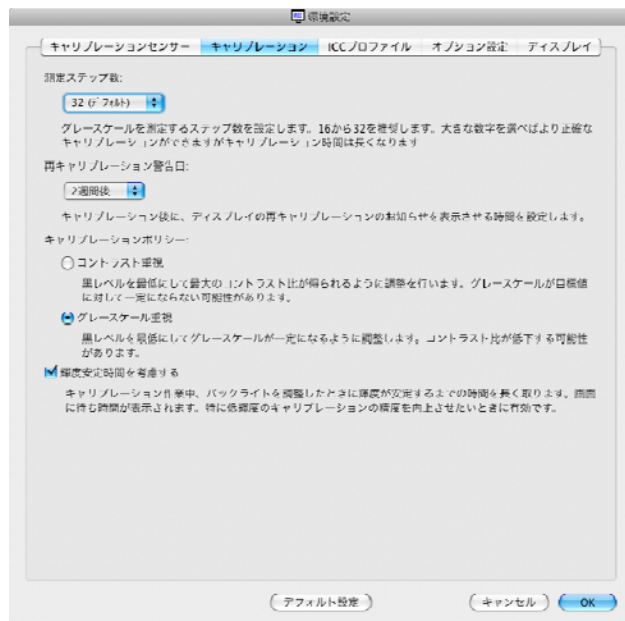 環境設定
キャリブレーションセンサー キャリブレーション ICCプロファイル オプション設定 ディスプレイ
測定ステップ数:
32 (デフォルト)
グレースケールを測定するステップ数を設定します。16から32を推奨します。大きな数字を選べばより正確な
キャリブレーションができますがキャリブレーション時間は長くなります
再キャリブレーション警告日:
2週間後
キャリブレーション後に、ディスプレイの再キャリブレーションのお知らせを表示させる時間を設定します。
キャリブレーションポリシー:
コントラスト重視
黒レベルを最低にして最大のコントラスト比が得られるように調整を行います。グレースケールが目標値
に対して一定にならない可能性があります。
グレースケール重視
黒レベルを最低にしてグレースケールが一定になるように調整します。コントラスト比が低下する可能性
があります。
輝度安定時間を考慮する
キャリブレーション作業中、バックライトを調整したときに輝度が安定するまでの時間を長く取ります。画面
に待ち時間が表示されます。特に低輝度のキャリブレーションの精度を向上させたいときに有効です。
デフォルト設定 キャンセル OK